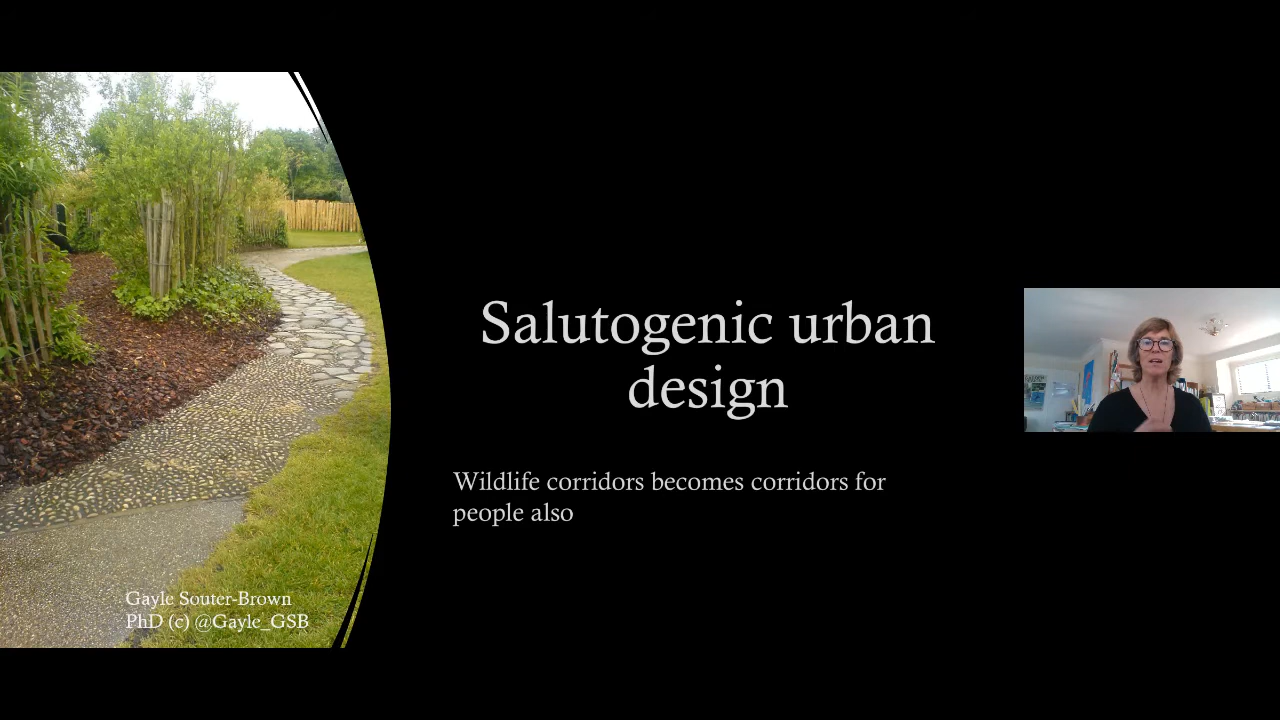 Salutogenic urban
design
Wildlife corridors becomes corridors for
people also
Gayle Souter-Brown
PhD (c) @Gayle_GSB